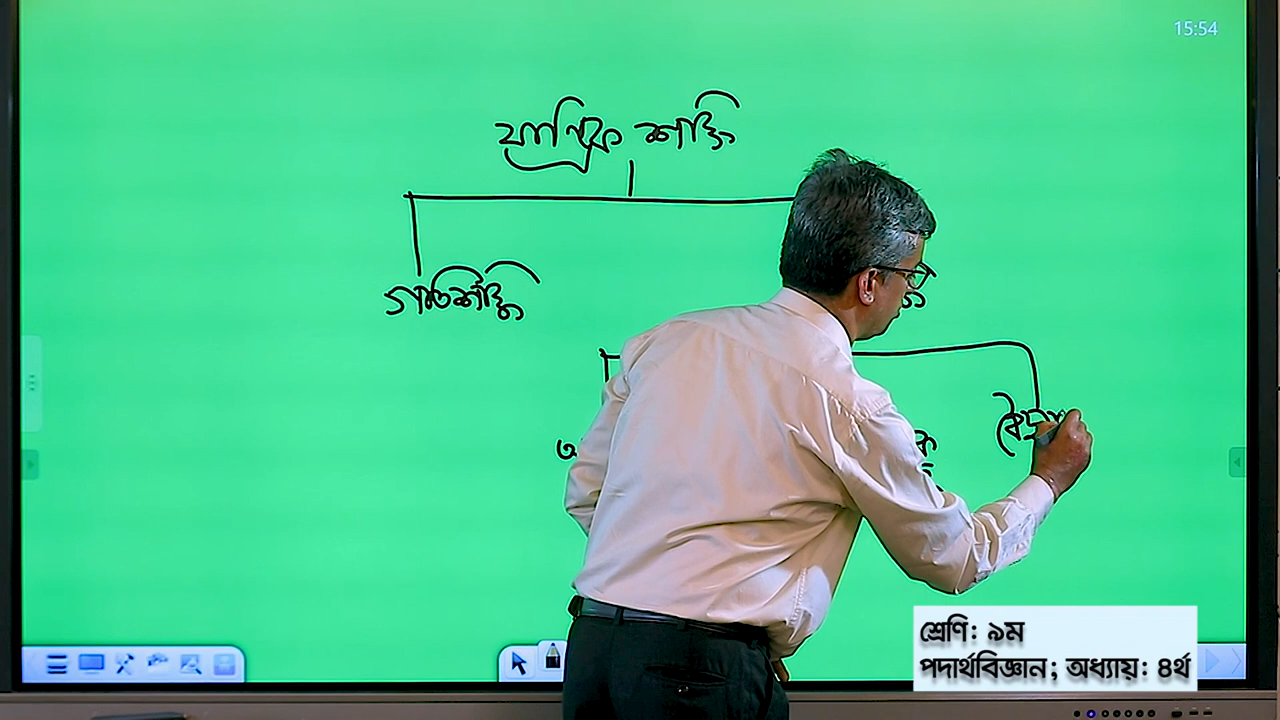 15:54
যান্ত্রিক শক্তি
গতিশক্তি
শ্রেণি: ৯ম
পদার্থবিজ্ঞান; অধ্যায়: ৪র্থ